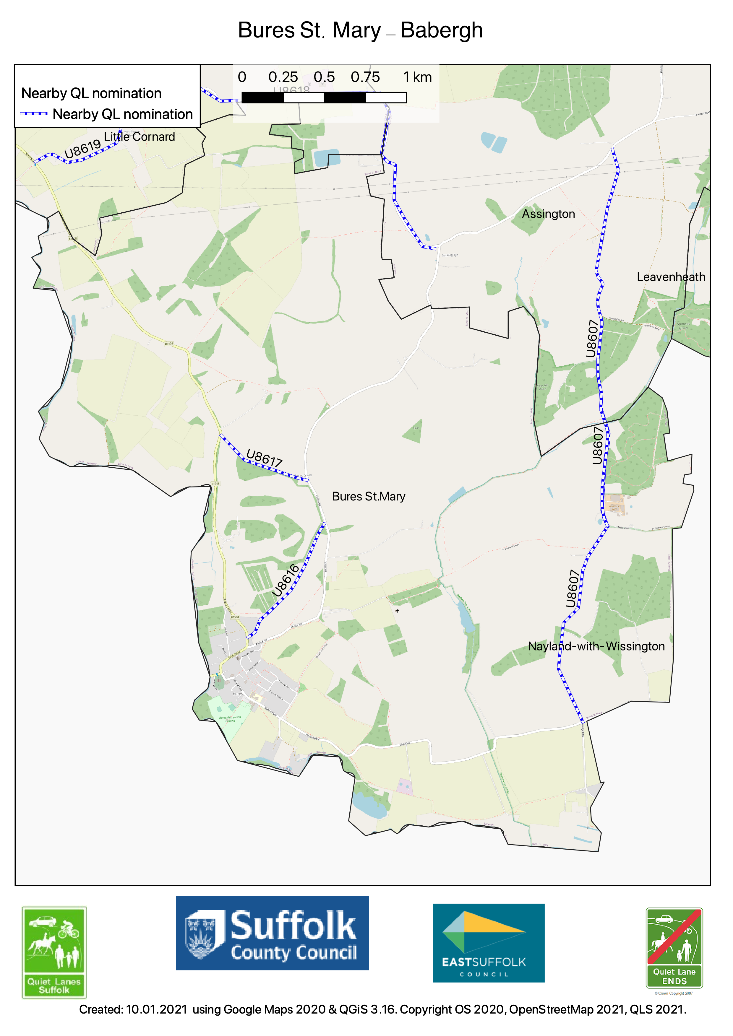 Bures St. Mary – Babergh
0 0.25 0.5 0.75 1 km
Nearby QL nomination
Nearby QL nomination
U8618
Little Cornard
U8619
Assington
Leavenheath
U8607
U8607
U8617
Bures St.Mary
U8616
U8607
Nayland-with-Wissington
Suffolk
County Council
EASTSUFFOLK
COUNCIL
Quiet Lanes
Suffolk
Quiet Lane
ENDS
Created: 10.01.2021 using Google Maps 2020 & QGiS 3.16. Copyright OS 2020, OpenStreetMap 2021, QLS 2021.